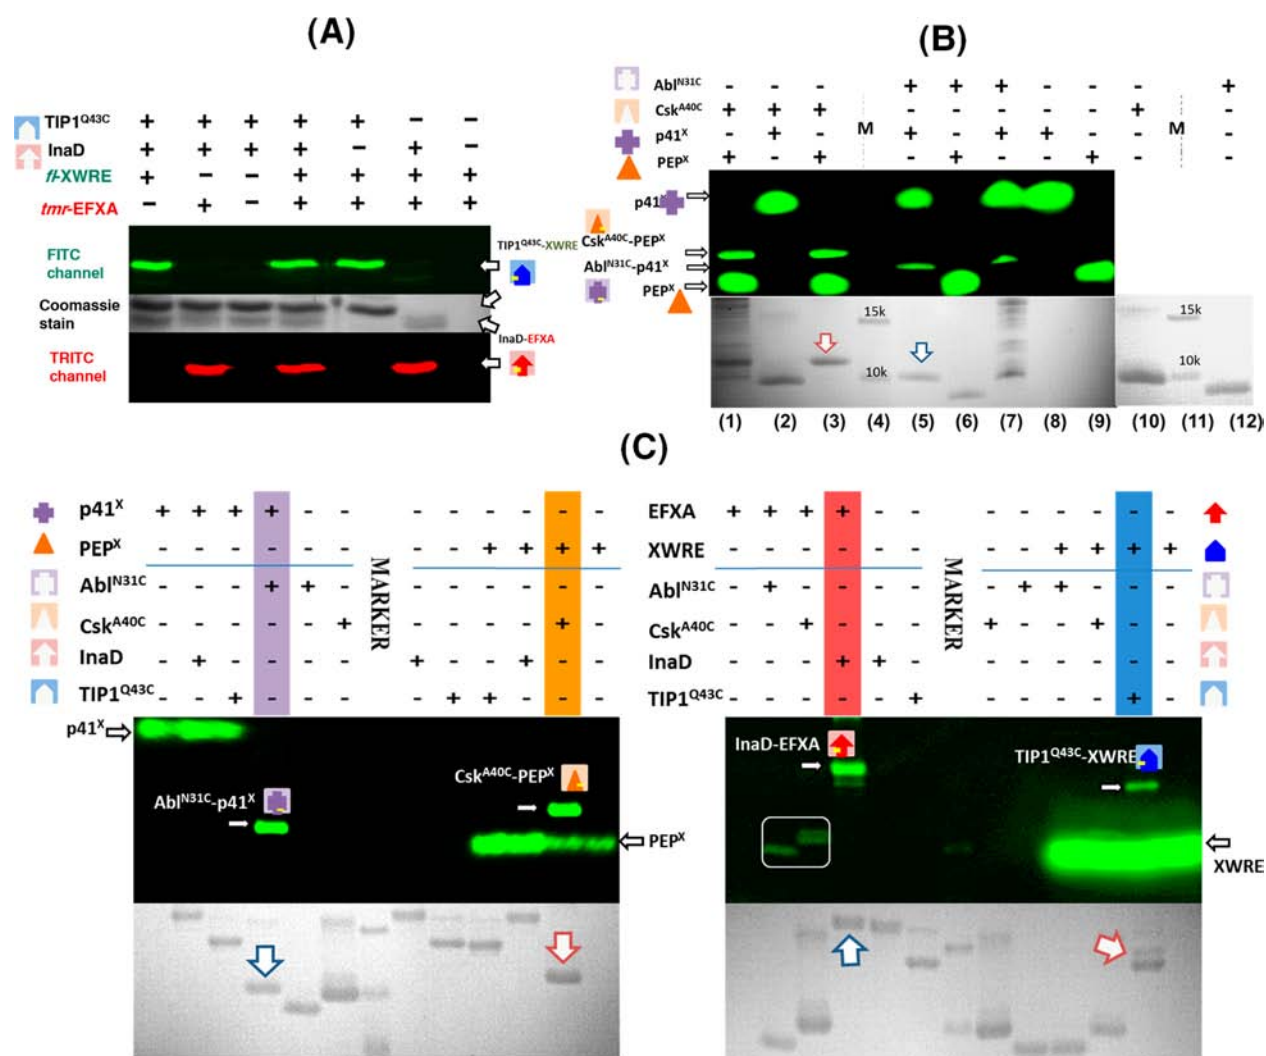 (A)
TIP1Q43C + + + + + - -
InaD + + + + - + -
fl-XWRE + - - + + + +
tmr-EFXA - + - + + + +
FITC channel
TIP1Q43C-XWRE
Coomassie stain
TRITC channel
InaD-EFXA
(B)
AblN31C - - - + + + - - - +
CskA40C + + + - - - - - + -
p41X - + - M + - + + - - M -
PEPX + - + - + - - + - -
p41X
CskA40C-PEPX
AblN31C-p41X
PEPX
15k 15k
10k 10k
(1) (2) (3) (4) (5) (6) (7) (8) (9) (10) (11) (12)
(C)
p41X + + + + - - - - - - - -
PEPX - - - - - - - - + + + +
AblN31C - - - + + - - - - - - -
CskA40C - - - - - + - - - - + -
InaD - + - - - - + - - + - -
TIP1Q43C - - + - - - - + + - - -
MARKER
p41X
AblN31C-p41X
CskA40C-PEPX
PEPX
EFXA + + + + - - - - - - - -
XWRE - - - - - - - - + + + +
AblN31C - + - - - - - + + - - -
CskA40C - - + - - - + - - + - -
InaD - - - + + - - - - - - -
TIP1Q43C - - - - - + - - - - + -
MARKER
InaD-EFXA
TIP1Q43C-XWRE
XWRE